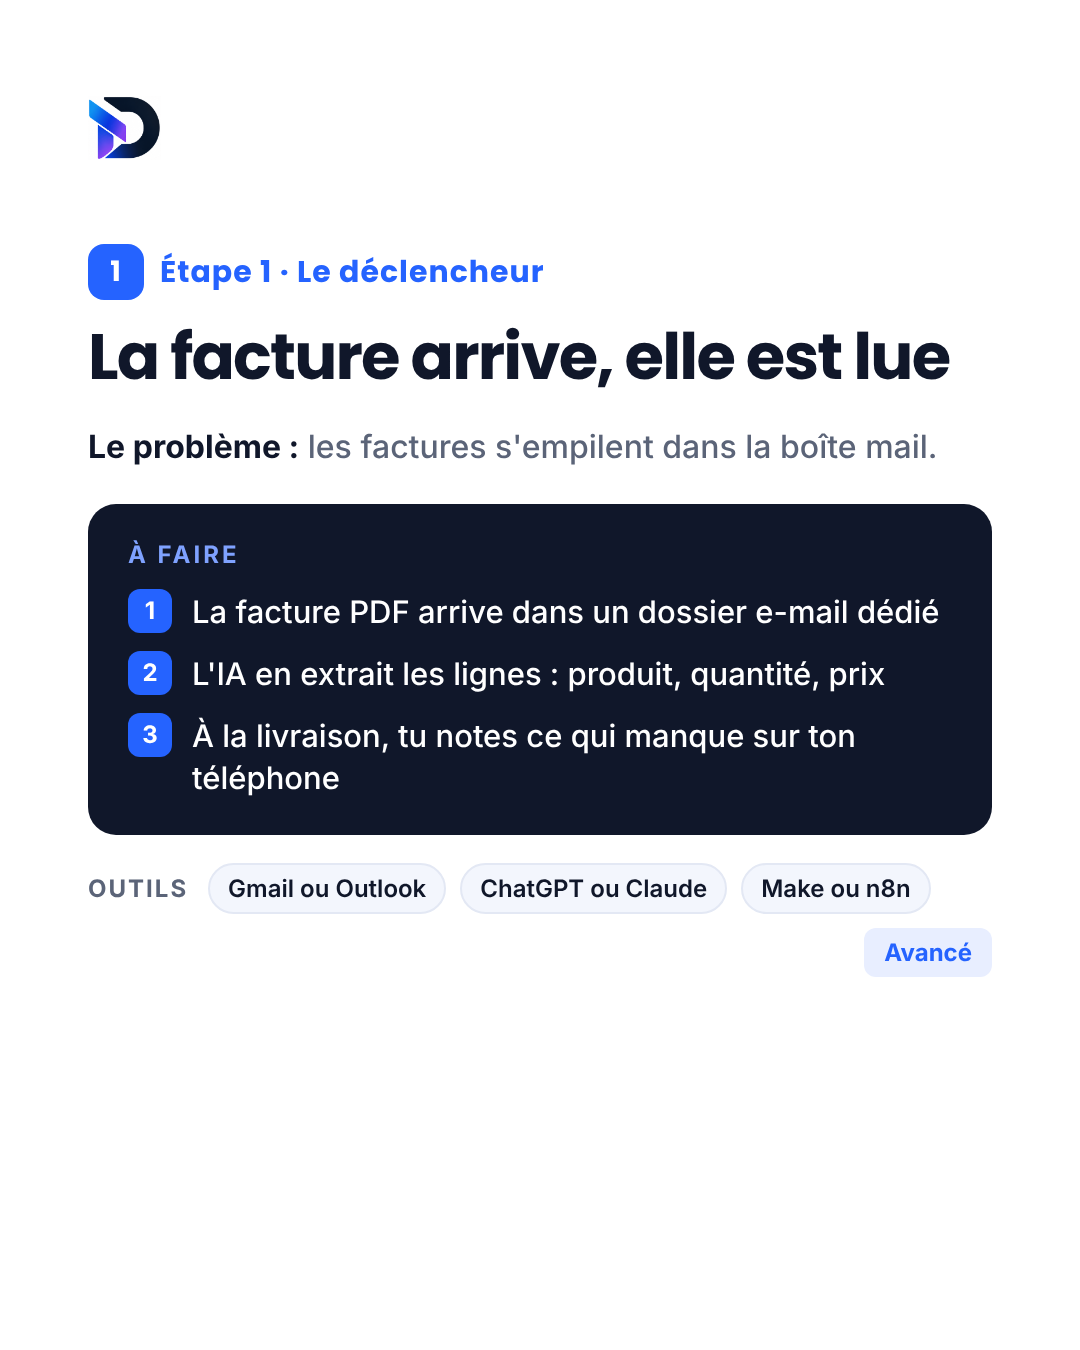 1 Étape 1 · Le déclencheur
La facture arrive, elle est lue
Le problème : les factures s'empilent dans la boîte mail.
À FAIRE
1 La facture PDF arrive dans un dossier e-mail dédié
2 L'IA en extrait les lignes : produit, quantité, prix
3 À la livraison, tu notes ce qui manque sur ton
téléphone
OUTILS Gmail ou Outlook ChatGPT ou Claude Make ou n8n
Avancé